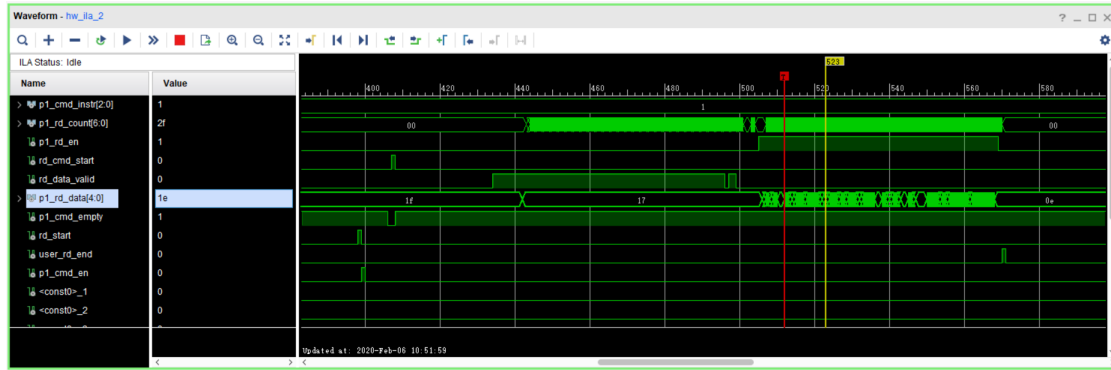 Waveform - hw_ila_2
ILA Status: Idle
523
Name Value
400 420 440 460 480 500 520 540 560 580
p1_cmd_instr[2:0] 1 1
p1_rd_count[6:0] 2f 00 00
p1_rd_en 1
rd_cmd_start 0
rd_data_valid 0
p1_rd_data[4:0] 1e 1f 17 0e
p1_cmd_empty 1
rd_start 0
user_rd_end 0
p1_cmd_en 0
<const0>_1 0
<const0>_2 0
Updated at: 2020-Feb-06 10:51:59